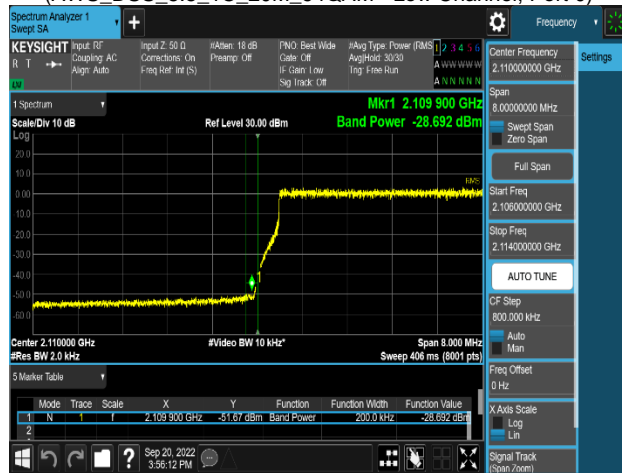 Spectrum Analyzer 1
Swept SA
+
Frequency
KEYSIGHT
R T
Input: RF
Coupling: AC
Align: Auto
Input Z: 50 Ω
Corrections: On
Freq Ref: Int (S)
#Atten: 18 dB
Preamp: Off
PNO: Best Wide
Gate: Off
IF Gain: Low
Sig Track: Off
#Avg Type: Power (RMS
Avg|Hold: 30/30
Trig: Free Run
1 2 3 4 5 6
A W W W W W
A N N N N N
Settings
Center Frequency
2.110000000 GHz
Span
8.00000000 MHz
Swept Span
Zero Span
Full Span
Start Freq
2.106000000 GHz
Stop Freq
2.114000000 GHz
AUTO TUNE
CF Step
800.000 kHz
Auto
Man
Freq Offset
0 Hz
X Axis Scale
Log
Lin
Signal Track
(Span Zoom)
1 Spectrum
Scale/Div 10 dB
Ref Level 30.00 dBm
Mkr1 2.109 900 GHz
Band Power -28.692 dBm
Log
20.0
10.0
0.00
-10.0
-20.0
-30.0
-40.0
-50.0
-60.0
RMS
1
Center 2.110000 GHz
#Res BW 2.0 kHz
#Video BW 10 kHz*
Span 8.000 MHz
Sweep 406 ms (8001 pts)
5 Marker Table
Mode Trace Scale X Y Function Function Width Function Value
1 N 1 f 2.109 900 GHz -51.67 dBm Band Power 200.0 kHz -28.692 dBm
2
?
Sep 20, 2022
3:56:12 PM